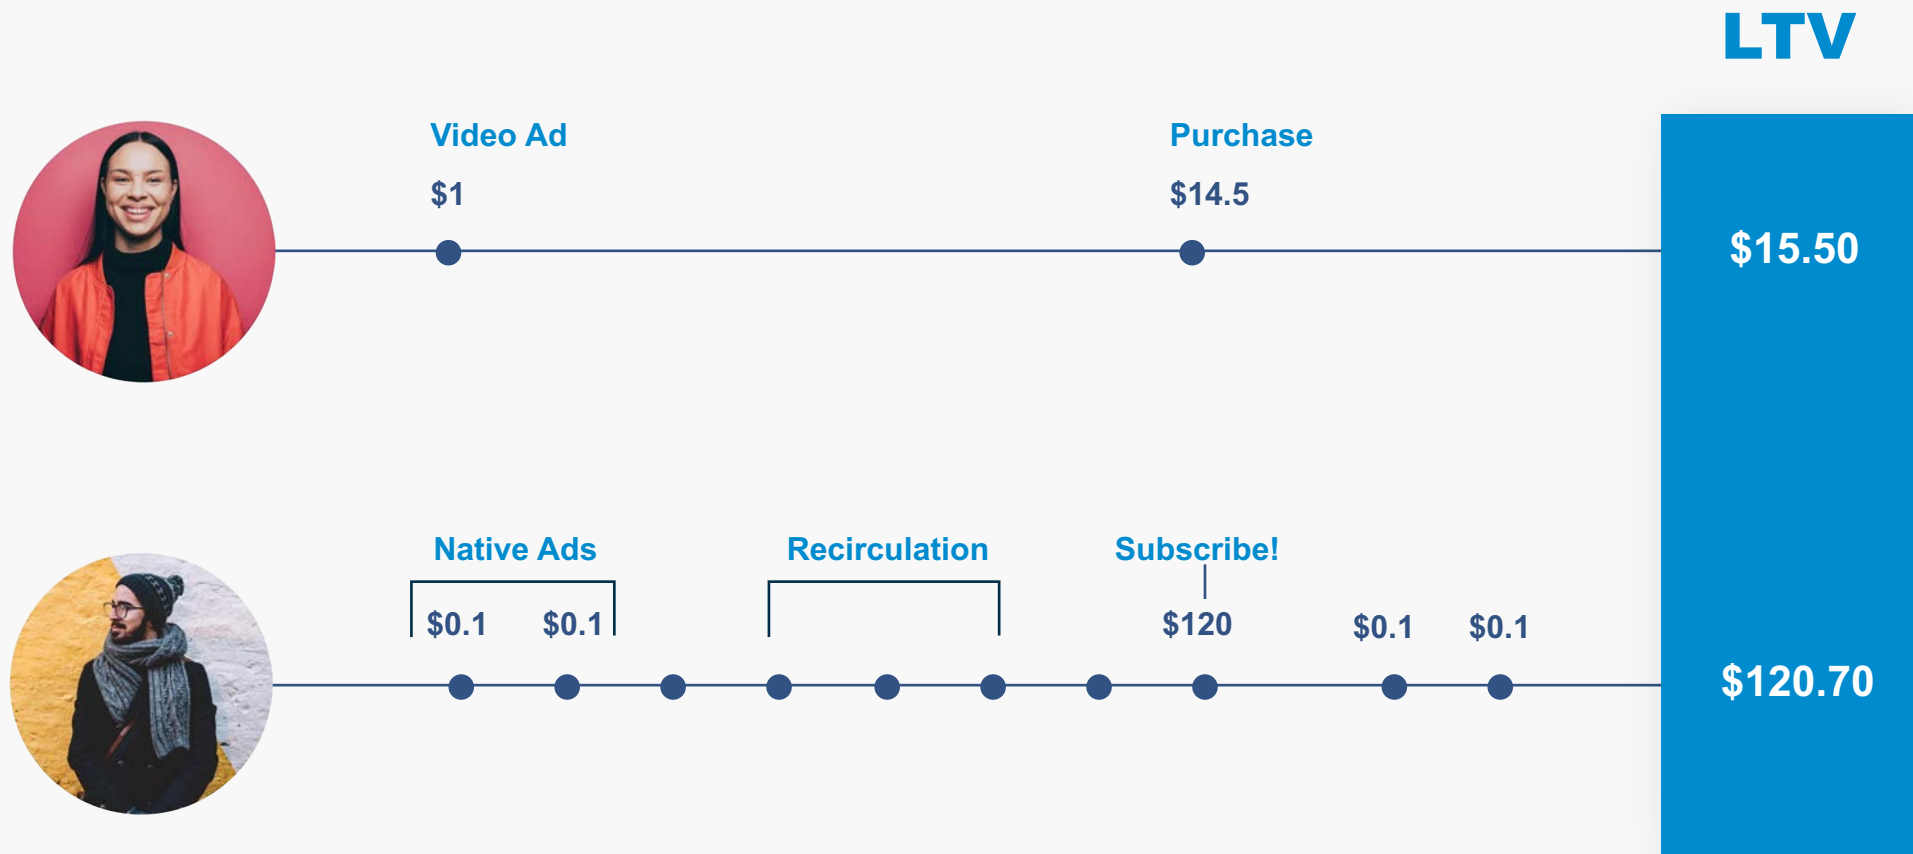 LTV
Video Ad
Purchase
$1
$14.5
$15.50
Native Ads
Recirculation
Subscribe!
$0.1
$0.1
$120
$0.1
$0.1
$120.70